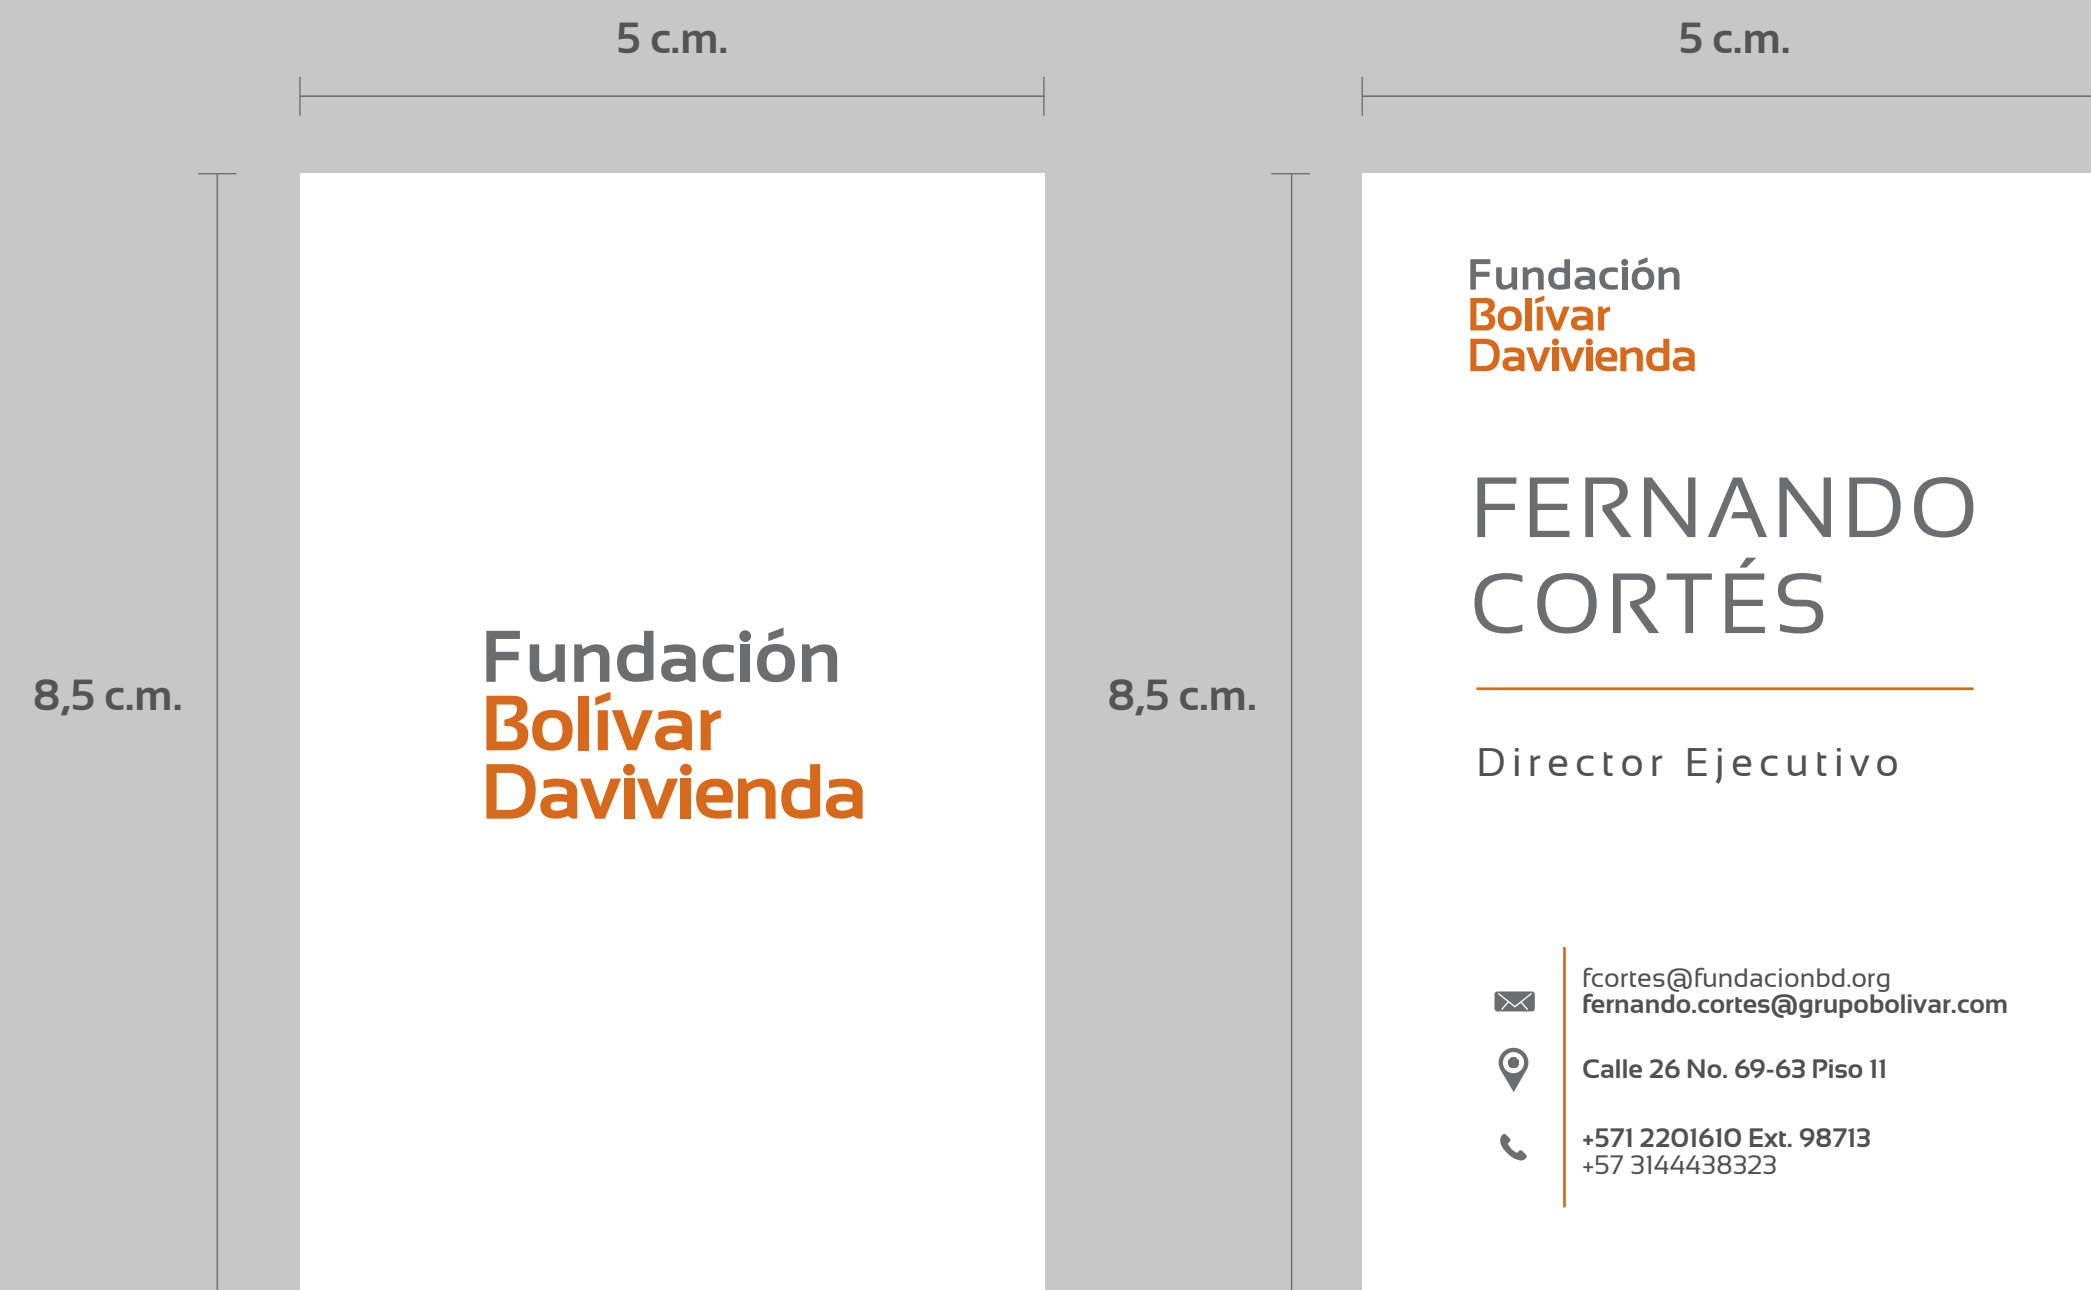 5 c.m.
5 c.m.
8,5 c.m.
Fundación
Bolívar
Davivienda
8,5 c.m.
Fundación
Bolívar
Davivienda
FERNANDO
CORTÉS
Director Ejecutivo
fcortes@fundacionbd.org
fernando.cortes@grupobolivar.com
Calle 26 No. 69-63 Piso 11
+571 2201610 Ext. 98713
+57 3144438323